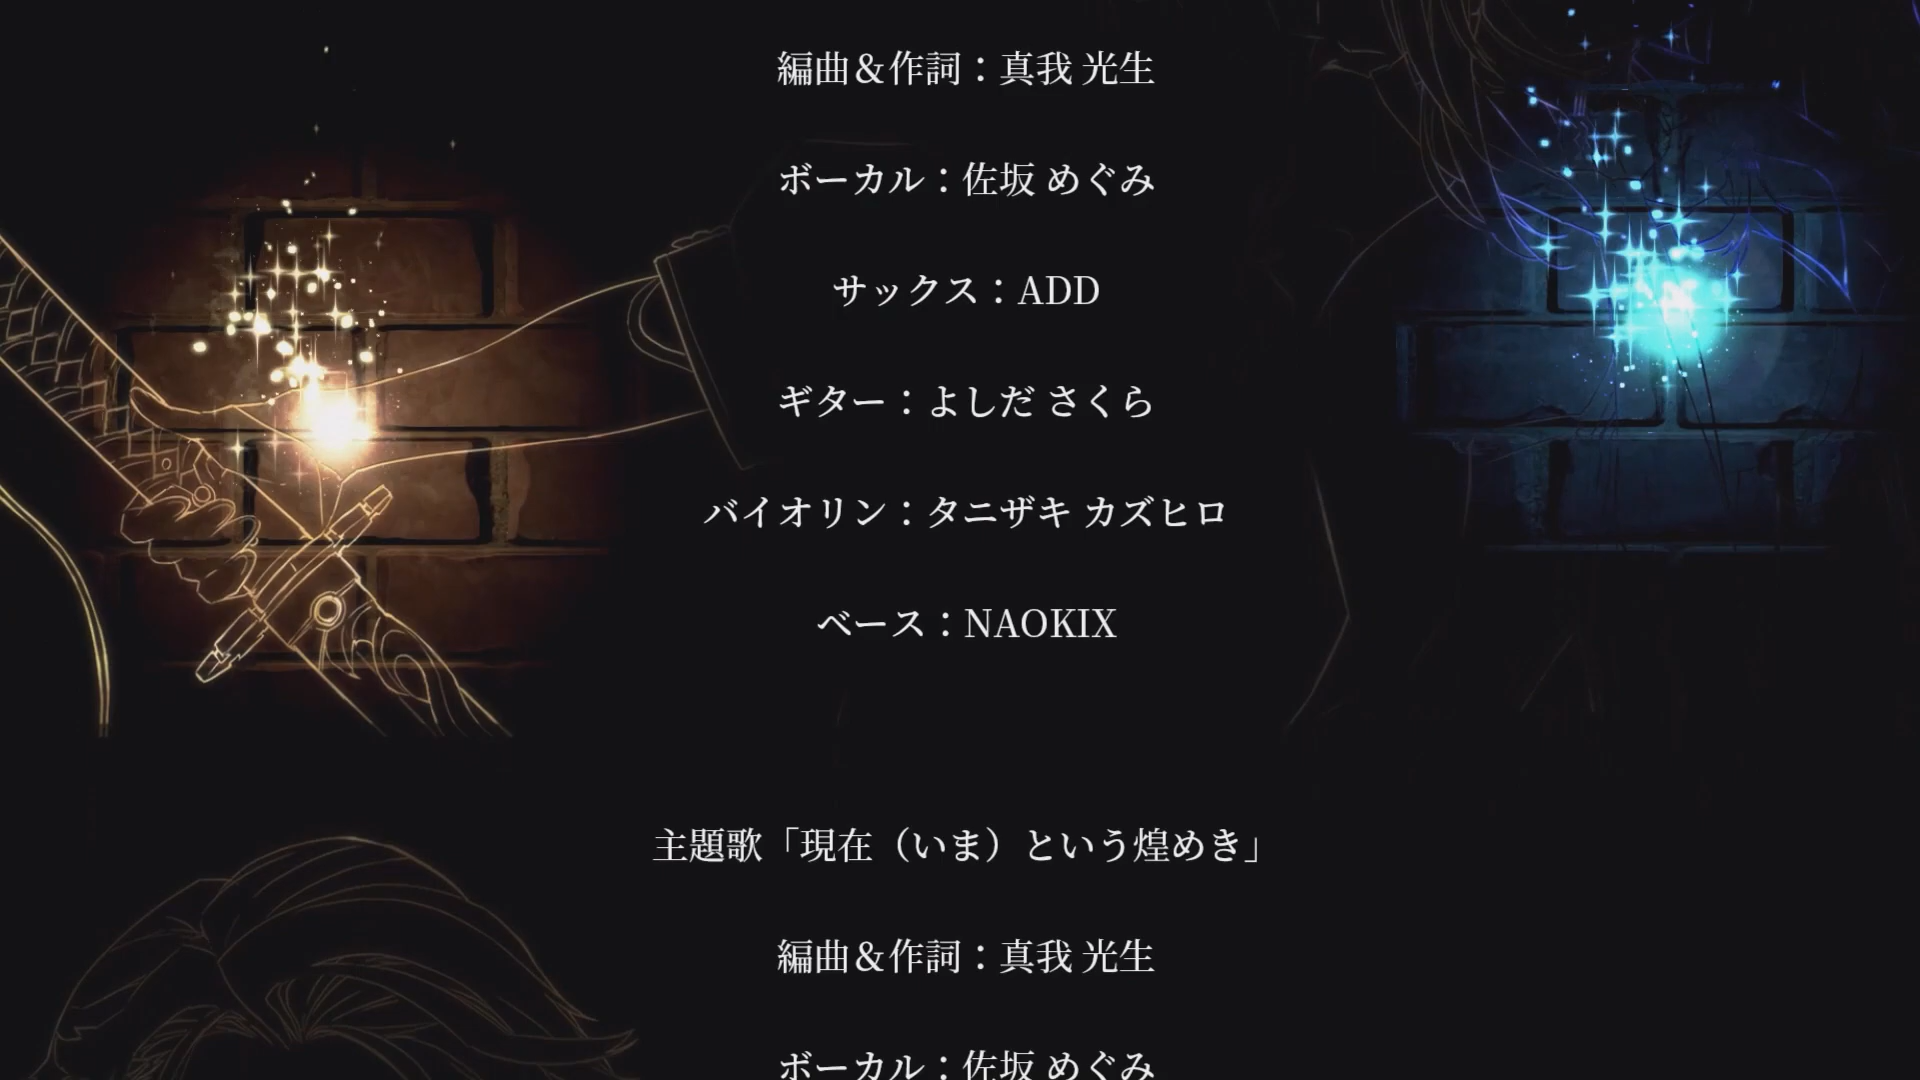 編曲&作詞：真我 光生
ボーカル：佐坂 めぐみ
サックス：ADD
ギター：よしだ さくら
バイオリン：タニザキ カズヒロ
ベース：NAOKIX
主題歌「現在（いま）という煌めき」
編曲&作詞：真我 光生
ボーカル：佐坂 めぐみ